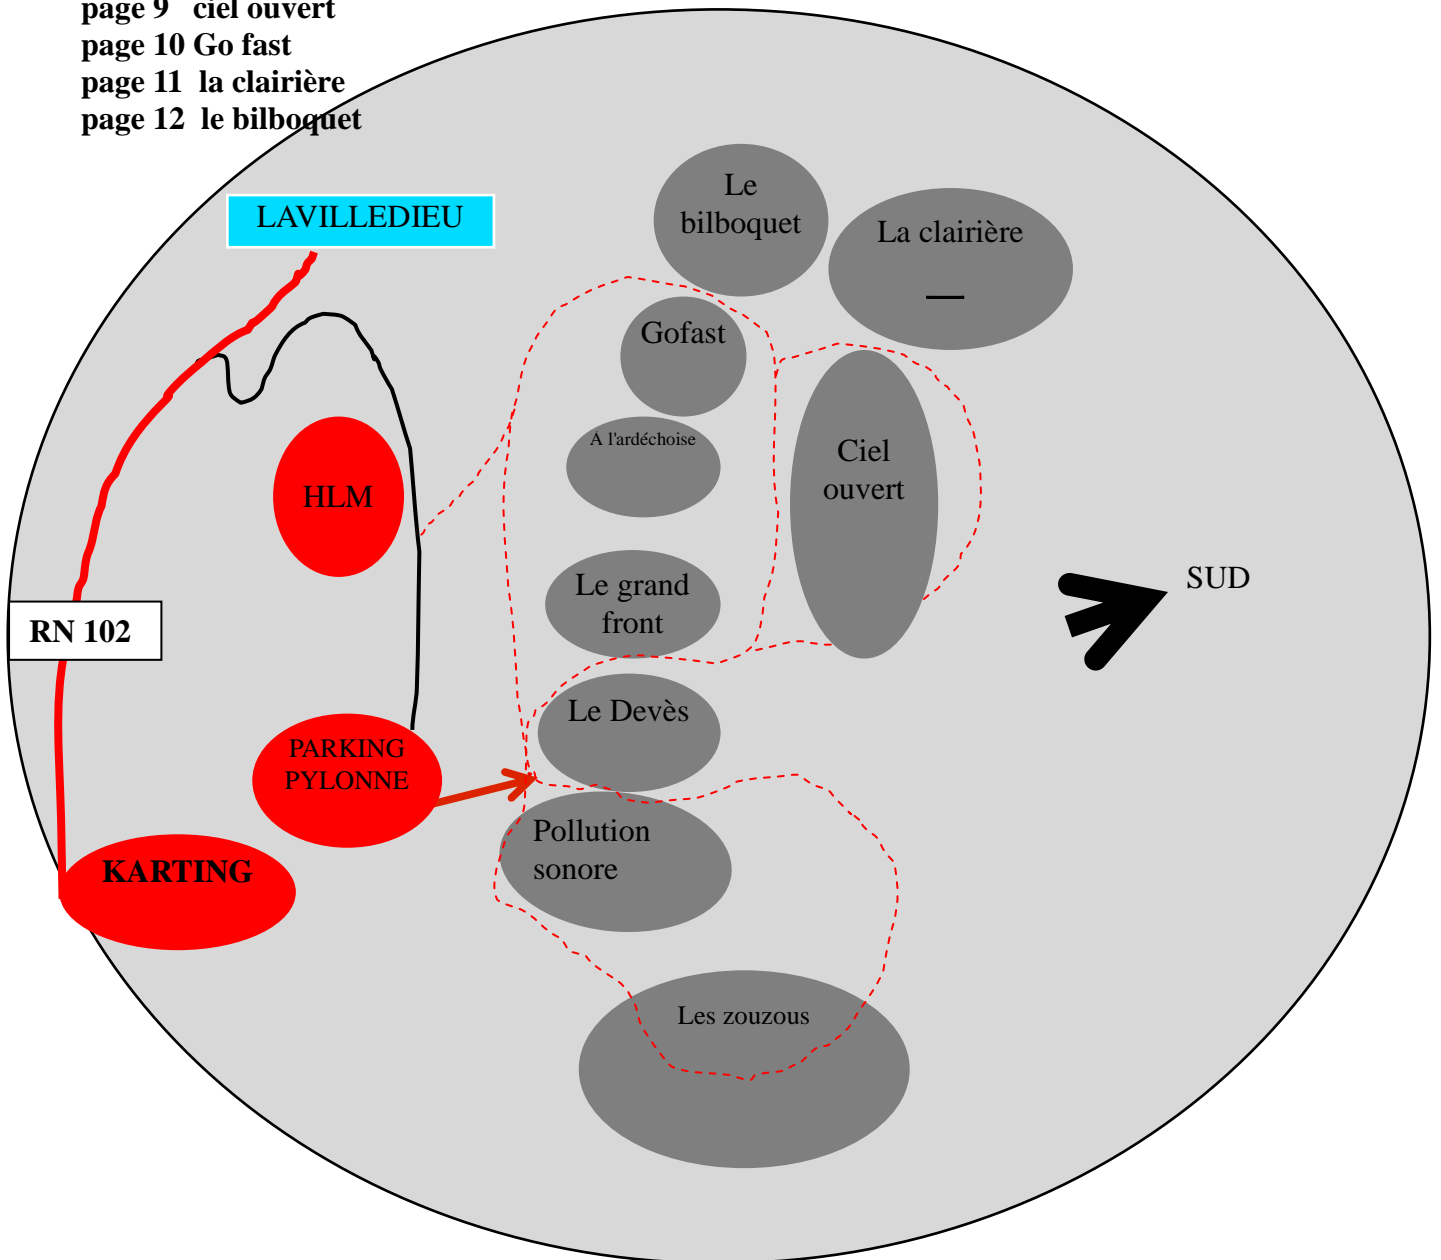 page 9 ciel ouvert
page 10 Go fast
page 11 la clairière
page 12 le bilboquet
LAVILLEDIEU
Le
bilboquet
La clairière
Gofast
À l'ardéchoise
HLM
Ciel
ouvert
Le grand
front
SUD
RN 102
Le Devès
PARKING
PYLONNE
Pollution
sonore
KARTING
Les zouzous